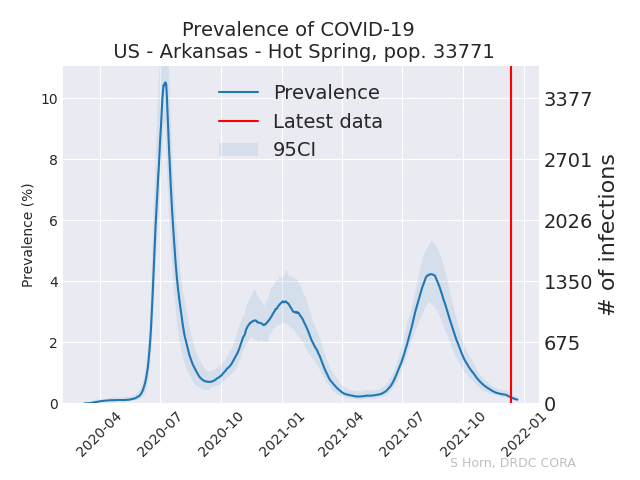 Prevalence of COVID-19
US - Arkansas - Hot Spring, pop. 33771
Prevalence
Latest data
95CI
Prevalence (%)
10
8
6
4
2
0
3377
2701
2026
1350
675
0
# of infections
2020-04
2020-07
2020-10
2021-01
2021-04
2021-07
2021-10
2022-01
S Horn, DRDC CORA